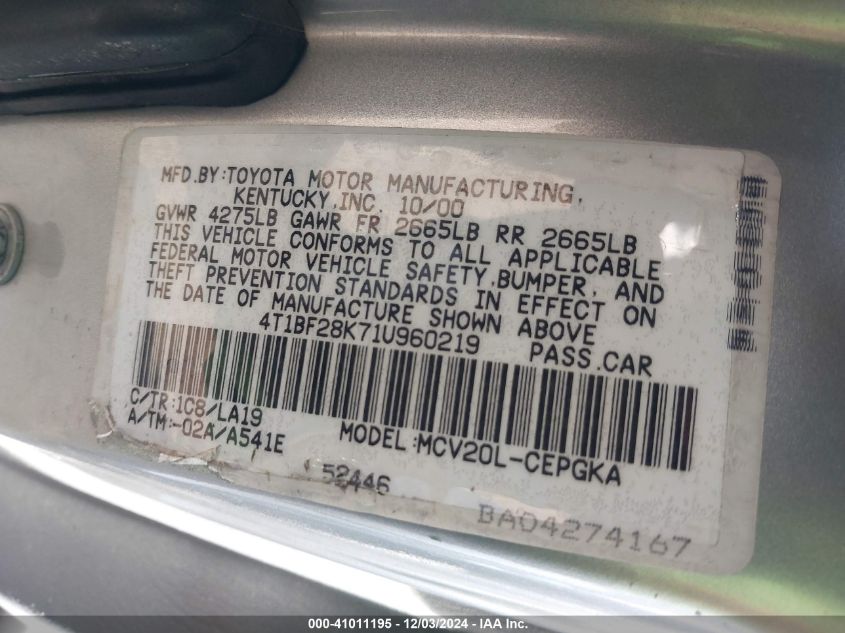 MFD.BY:TOYOTA MOTOR MANUFACTURING,
KENTUCKY,INC. 10/00
GVWR 4275LB GAWR FR 2665LB RR 2665LB
THIS VEHICLE CONFORMS TO ALL APPLICABLE
FEDERAL MOTOR VEHICLE SAFETY,BUMPER, AND
THEFT PREVENTION STANDARDS IN EFFECT ON
THE DATE OF MANUFACTURE SHOWN ABOVE
4T1BF28K71U960219 PASS.CAR
C/TR:1C8/LA19
A/TM:-02A/A541E
MODEL:MCV20L-CEPGKA
52446
BA04274167
000-41011195 - 12/03/2024 - IAA Inc.